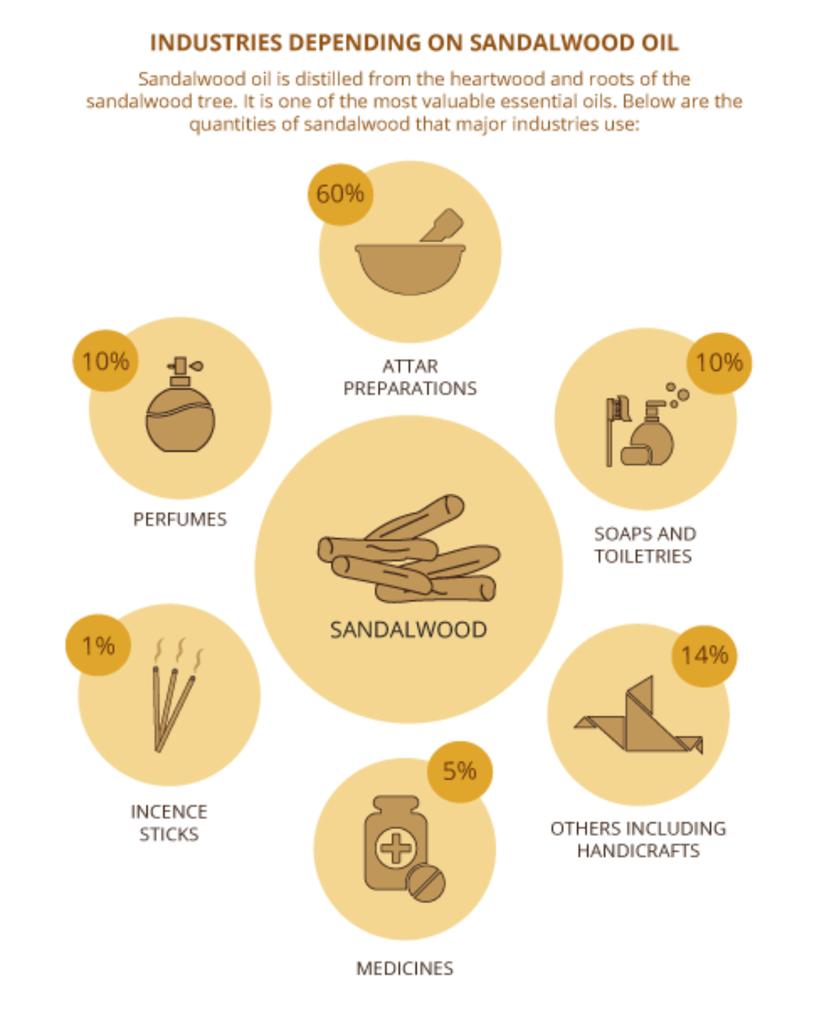 INDUSTRIES DEPENDING ON SANDALWOOD OIL
Sandalwood oil is distilled from the heartwood and roots of the
sandalwood tree. It is one of the most valuable essential oils. Below are the
quantities of sandalwood that major industries use:
60%
ATTAR
PREPARATIONS
10%
PERFUMES
10%
SOAPS AND
TOILETRIES
SANDALWOOD
1%
INCENCE
STICKS
14%
OTHERS INCLUDING
HANDICRAFTS
5%
MEDICINES